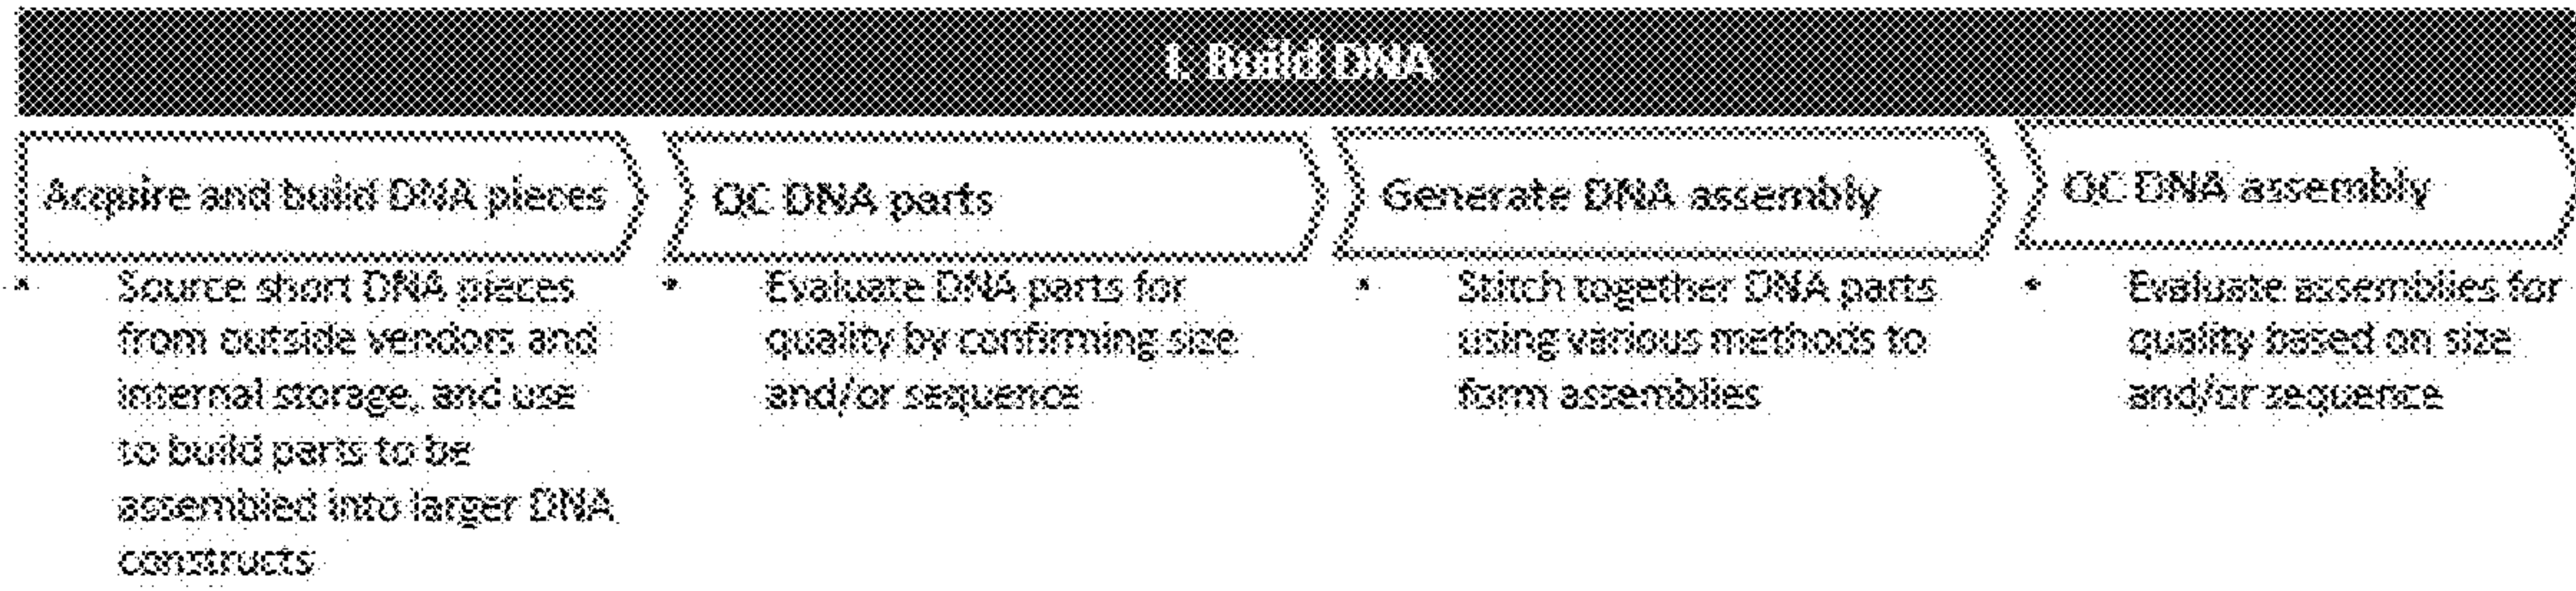 I. Build DNA
Acquire and build DNA pieces
QC DNA parts
Generate DNA assembly
QC DNA assembly
• Source short DNA pieces
from outside vendors and
internal storage, and use
to build parts to be
assembled into larger DNA
constructs
• Evaluate DNA parts for
quality by confirming size
and/or sequence
• Stitch together DNA parts
using various methods to
form assemblies
• Evaluate assemblies for
quality based on size
and/or sequence